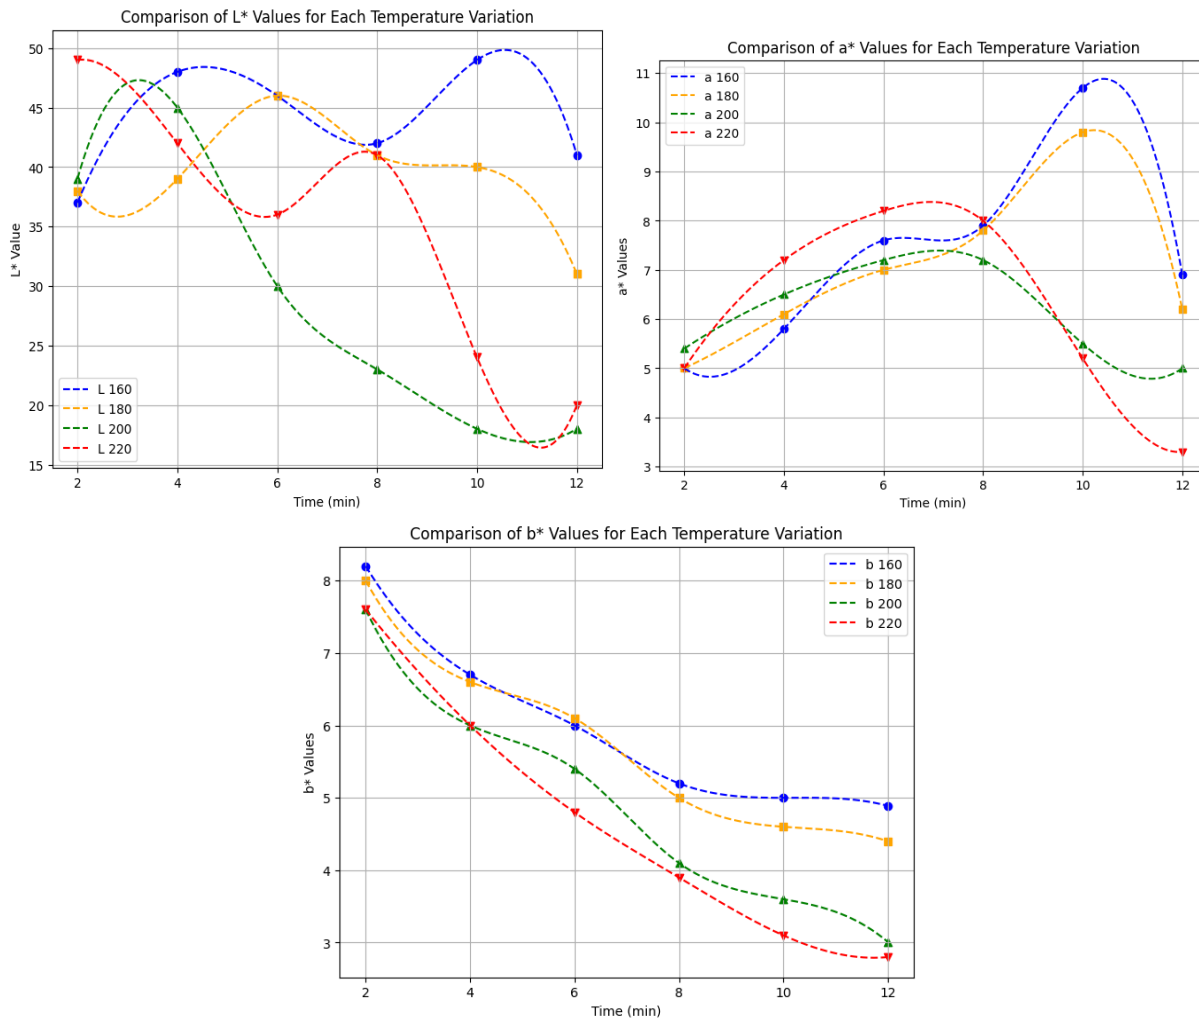 Comparison of L* Values for Each Temperature Variation
50
45
40
35
30
25
20
15
L* Value
L 160
L 180
L 200
L 220
2 4 6 8 10 12
Time (min)
Comparison of a* Values for Each Temperature Variation
11
10
9
8
7
6
5
4
3
a* Values
a 160
a 180
a 200
a 220
2 4 6 8 10 12
Time (min)
Comparison of b* Values for Each Temperature Variation
8
7
6
5
4
3
b* Values
b 160
b 180
b 200
b 220
2 4 6 8 10 12
Time (min)